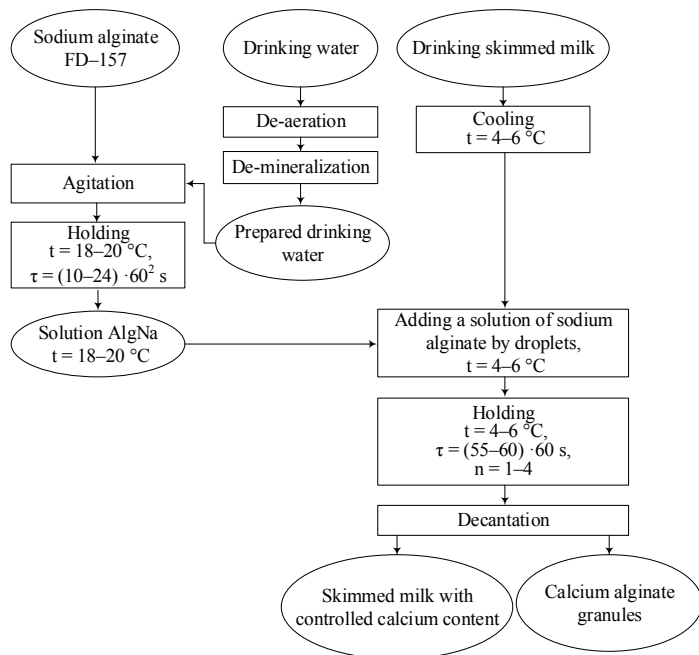 Sodium alginate
FD–157
Drinking water
Drinking skimmed milk
De-aeration
Cooling
t = 4–6 °C
De-mineralization
Agitation
Prepared drinking
water
Holding
t = 18–20 °C,
τ = (10–24) ·60² s
Solution AlgNa
t = 18–20 °C
Adding a solution of sodium
alginate by droplets,
t = 4–6 °C
Holding
t = 4–6 °C,
τ = (55–60) ·60 s,
n = 1–4
Decantation
Skimmed milk with
controlled calcium content
Calcium alginate
granules